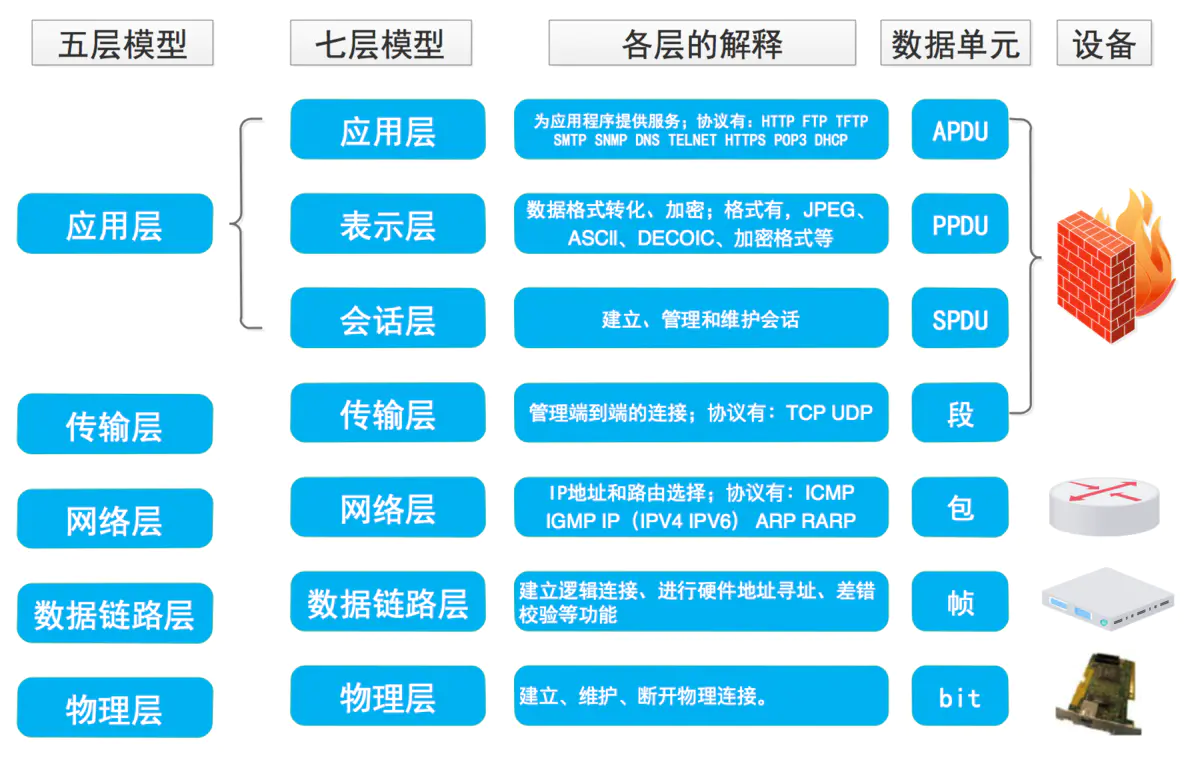 五层模型
七层模型
各层的解释
数据单元
设备
应用层
为应用程序提供服务；协议有：HTTP FTP TFTP
SMTP SNMP DNS TELNET HTTPS POP3 DHCP
APDU
应用层
表示层
数据格式转化、加密；格式有，JPEG、
ASCII、DECOIC、加密格式等
PPDU
会话层
建立、管理和维护会话
SPDU
传输层
传输层
管理端到端的连接；协议有：TCP UDP
段
网络层
网络层
IP地址和路由选择；协议有：ICMP
IGMP IP（IPV4 IPV6） ARP RARP
包
数据链路层
数据链路层
建立逻辑连接、进行硬件地址寻址、差错
校验等功能
帧
物理层
物理层
建立、维护、断开物理连接。
bit